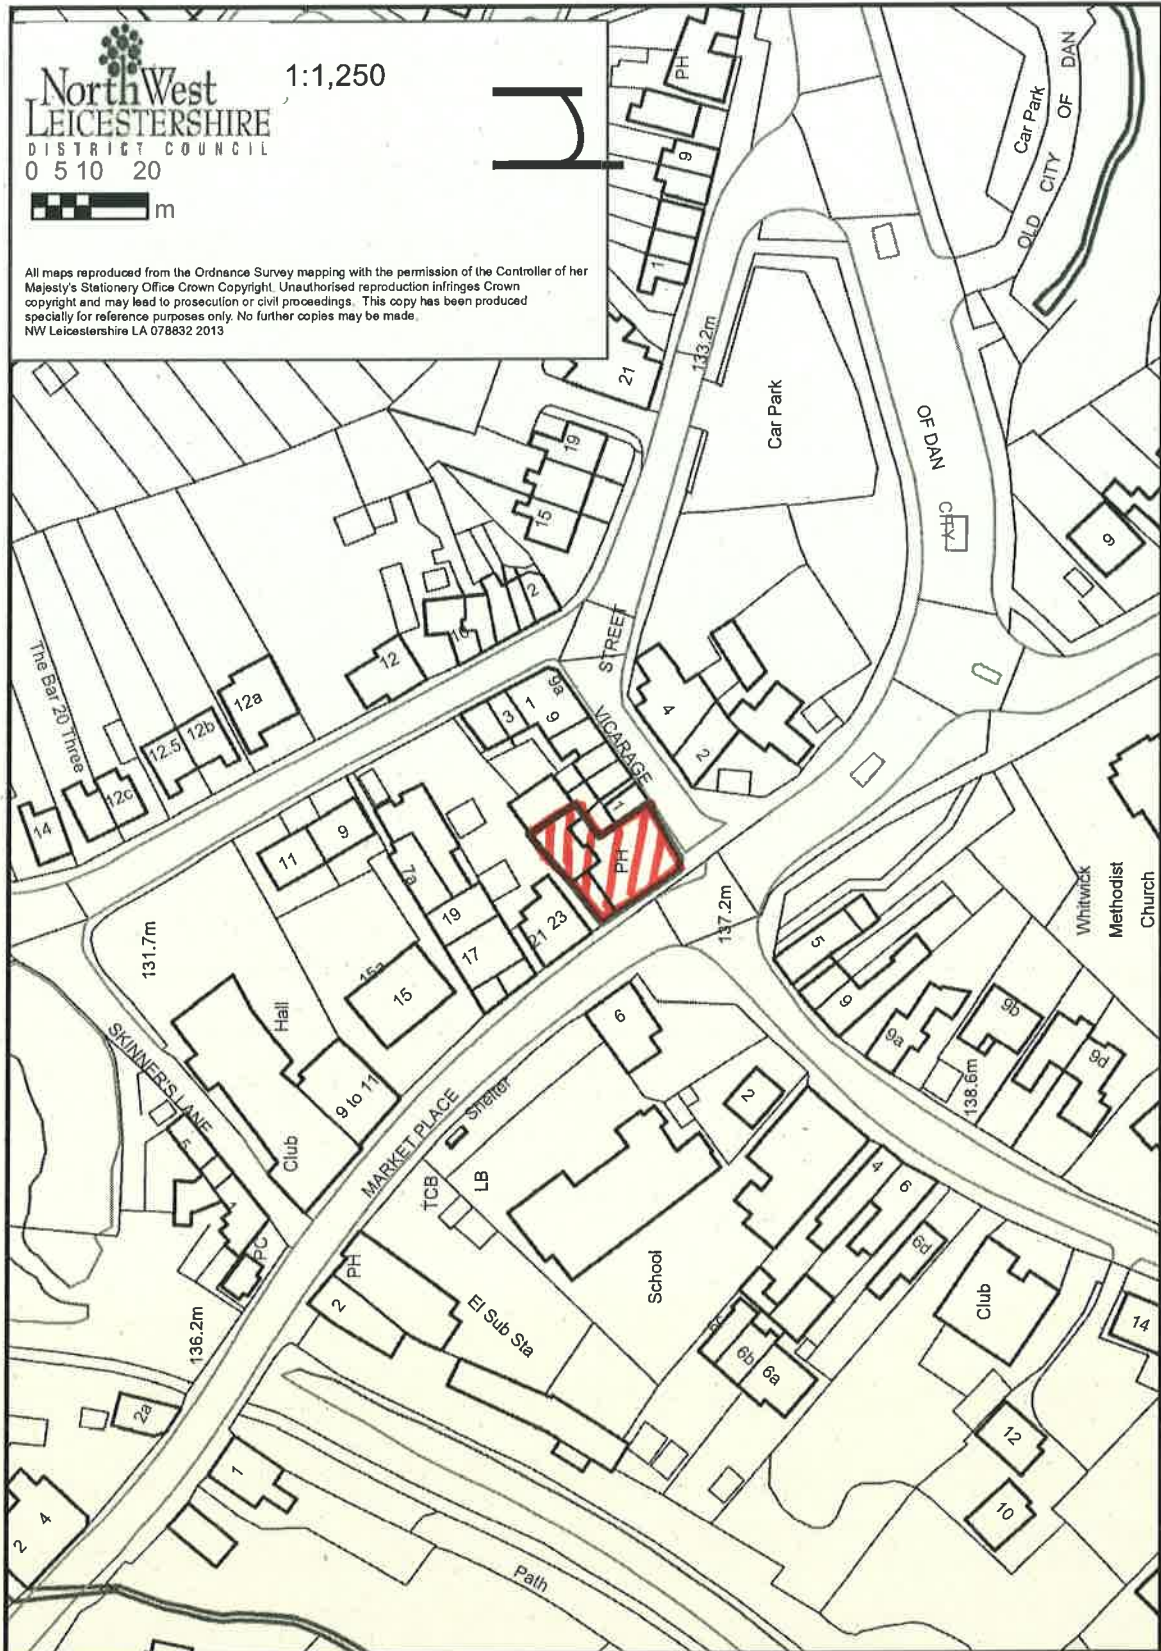 North West
LEICESTERSHIRE
DISTRICT COUNCIL
1:1,250
0 5 10 20
m
All maps reproduced from the Ordnance Survey mapping with the permission of the Controller of her
Majesty's Stationery Office Crown Copyright. Unauthorised reproduction infringes Crown
copyright and may lead to prosecution or civil proceedings. This copy has been produced
specially for reference purposes only. No further copies may be made.
NW Leicestershire LA 078832 2013
PH
9
1
21
133.2m
Car Park
Car Park
OLD CITY OF DAN
OF DAN
CITY
19
15
2
16
12
STREET
VICARAGE
9a
9
1
3
4
2
1
PH
9
The Bar 20 Three
12a
12b
12.5
12c
14
11
9
7a
19
17
21 23
15a
15
131.7m
137.2m
Hall
SKINNER'S LANE
5
1
PC
Club
9 to 11
MARKET PLACE
Shelter
TCB
LB
6
2
5
9
9a
9b
9d
138.6m
Whitwick
Methodist
Church
136.2m
PH
2
El Sub Sta
School
4
6
6d
6c
6b
6a
Club
14
12
10
2a
1
2 4
Path